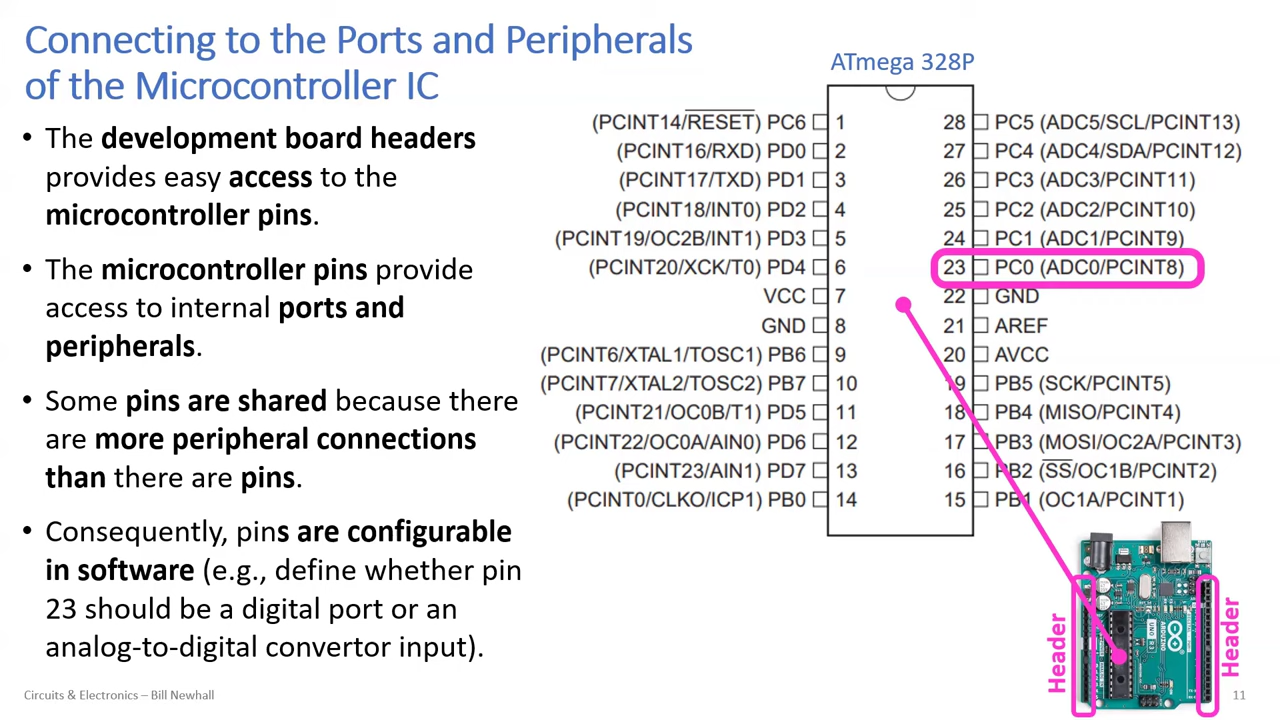 Connecting to the Ports and Peripherals
of the Microcontroller IC
• The development board headers
provides easy access to the
microcontroller pins.
• The microcontroller pins provide
access to internal ports and
peripherals.
• Some pins are shared because there
are more peripheral connections
than there are pins.
• Consequently, pins are configurable
in software (e.g., define whether pin
23 should be a digital port or an
analog-to-digital convertor input).
ATmega 328P
(PCINT14/RESET) PC6 1 28 PC5 (ADC5/SCL/PCINT13)
(PCINT16/RXD) PD0 2 27 PC4 (ADC4/SDA/PCINT12)
(PCINT17/TXD) PD1 3 26 PC3 (ADC3/PCINT11)
(PCINT18/INT0) PD2 4 25 PC2 (ADC2/PCINT10)
(PCINT19/OC2B/INT1) PD3 5 24 PC1 (ADC1/PCINT9)
(PCINT20/XCK/T0) PD4 6 23 PC0 (ADC0/PCINT8)
VCC 7 22 GND
GND 8 21 AREF
(PCINT6/XTAL1/TOSC1) PB6 9 20 AVCC
(PCINT7/XTAL2/TOSC2) PB7 10 19 PB5 (SCK/PCINT5)
(PCINT21/OC0B/T1) PD5 11 18 PB4 (MISO/PCINT4)
(PCINT22/OC0A/AIN0) PD6 12 17 PB3 (MOSI/OC2A/PCINT3)
(PCINT23/AIN1) PD7 13 16 PB2 (SS/OC1B/PCINT2)
(PCINT0/CLKO/ICP1) PB0 14 15 PB1 (OC1A/PCINT1)
Header
Header
UNO R3
ARDUINO
Circuits & Electronics – Bill Newhall
11